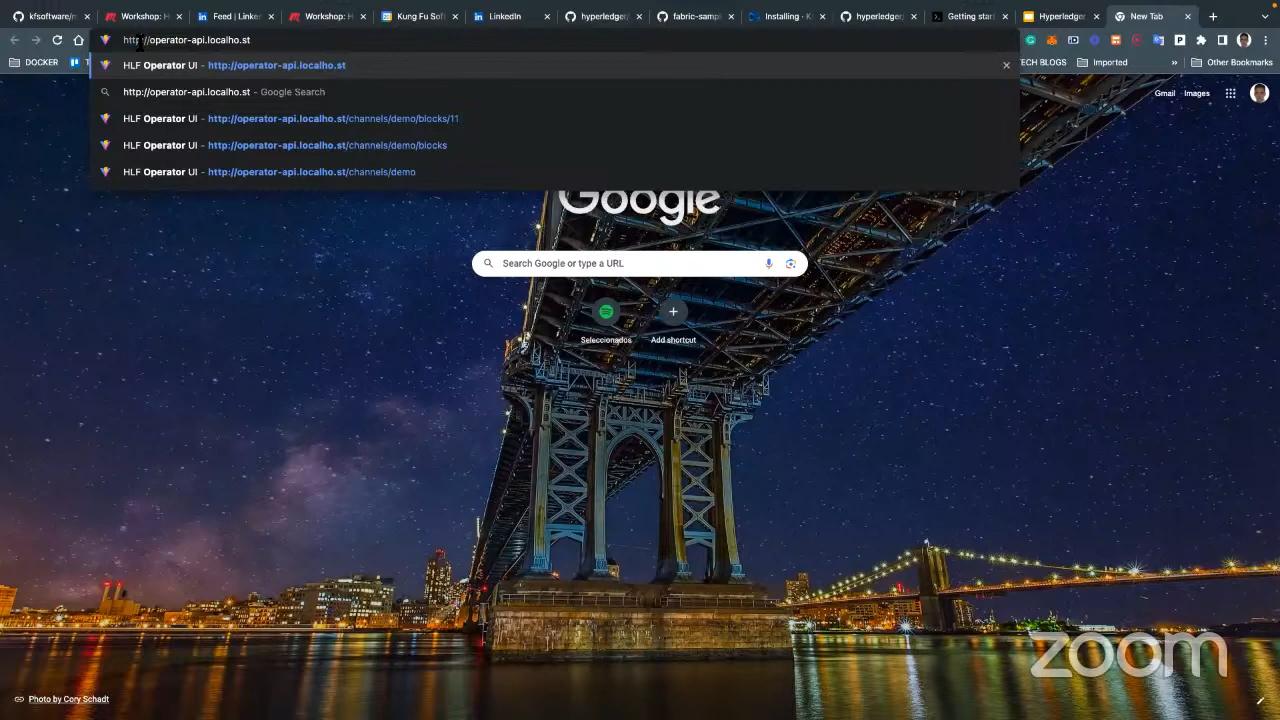 kfsoftware/m
Workshop: H
Feed | Linke
Workshop: H
Kung Fu Soft
LinkedIn
hyperledger,
fabric-sampl
Installing - K
hyperledger,
Getting start
Hyperledger
New Tab
http://operator-api.localho.st
DOCKER
T
TECH BLOGS
Imported
»
Other Bookmarks
HLF Operator UI - http://operator-api.localho.st
http://operator-api.localho.st - Google Search
HLF Operator UI - http://operator-api.localho.st/channels/demo/blocks/11
HLF Operator UI - http://operator-api.localho.st/channels/demo/blocks
HLF Operator UI - http://operator-api.localho.st/channels/demo
Gmail Images
Google
Search Google or type a URL
Seleccionados
Add shortcut
zoom
Photo by Cory Schadt